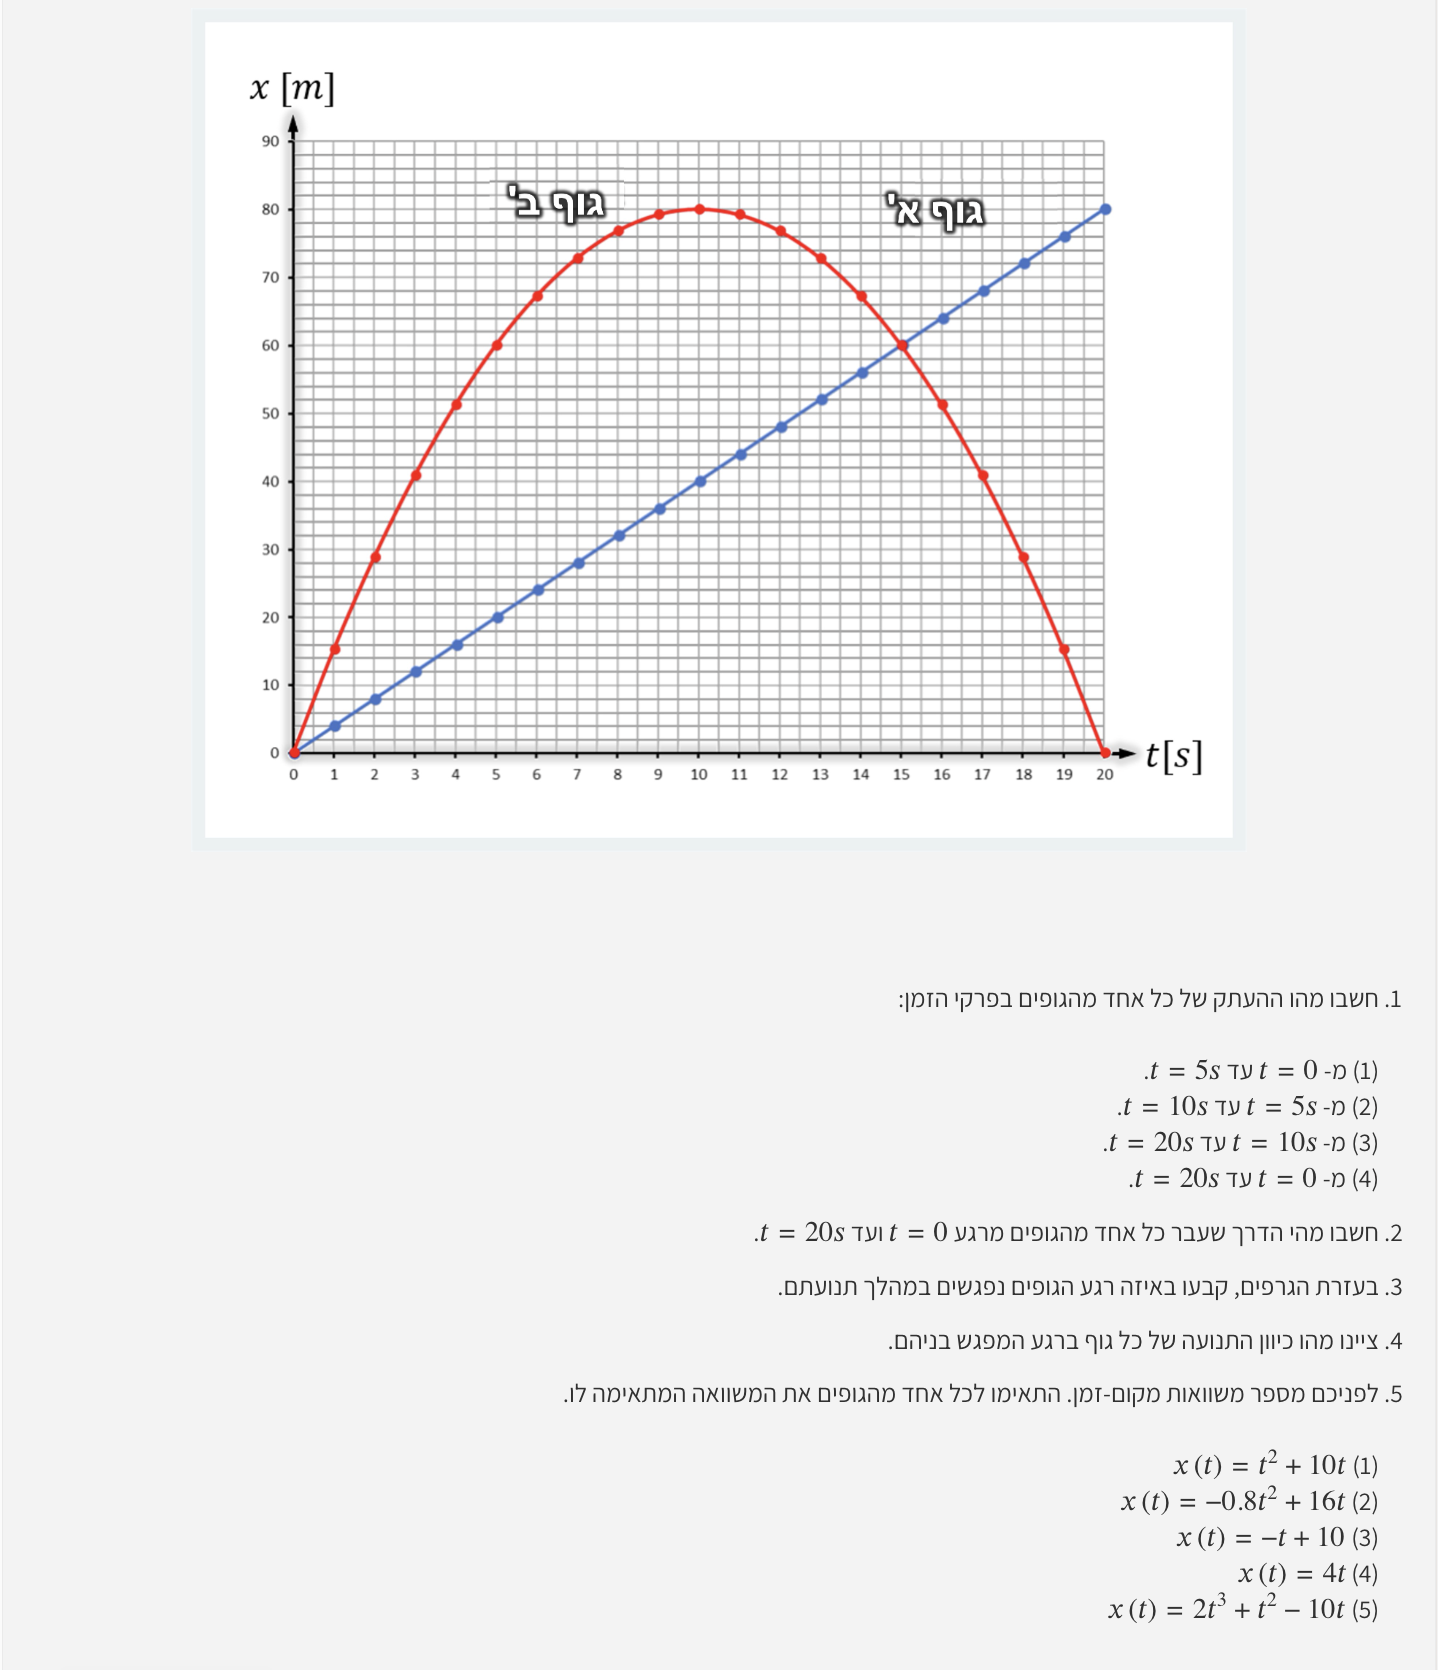 x [m]
גוף ב'
גוף א'
90
80
70
60
50
40
30
20
10
0
0 1 2 3 4 5 6 7 8 9 10 11 12 13 14 15 16 17 18 19 20
t[s]
1. חשבו מהו ההעתק של כל אחד מהגופים בפרקי הזמן:
(1) מ- t = 0 עד t = 5s.
(2) מ- t = 5s עד t = 10s.
(3) מ- t = 10s עד t = 20s.
(4) מ- t = 0 עד t = 20s.
2. חשבו מהי הדרך שעבר כל אחד מהגופים מרגע t = 0 ועד t = 20s.
3. בעזרת הגרפים, קבעו באיזה רגע הגופים נפגשים במהלך תנועתם.
4. ציינו מהו כיוון התנועה של כל גוף ברגע המפגש בניהם.
5. לפניכם מספר משוואות מקום-זמן. התאימו לכל אחד מהגופים את המשוואה המתאימה לו.
(1) x (t) = t² + 10t
(2) x (t) = −0.8t² + 16t
(3) x (t) = −t + 10
(4) x (t) = 4t
(5) x (t) = 2t³ + t² − 10t